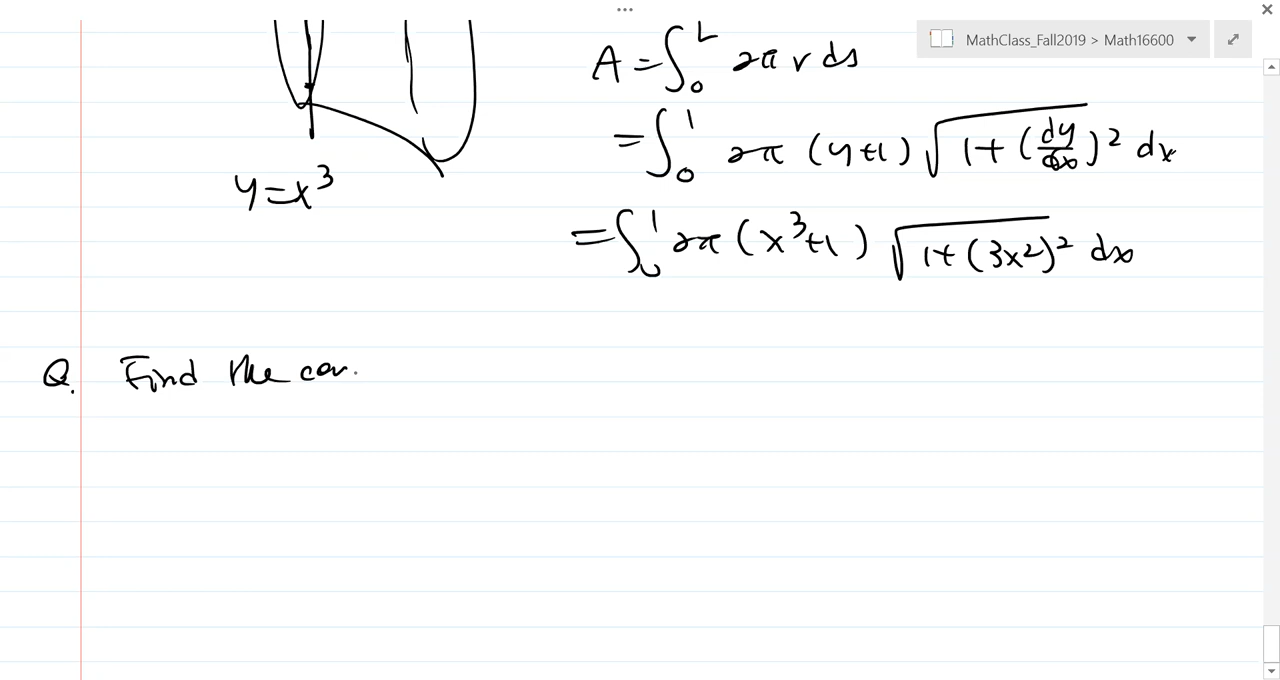 MathClass_Fall2019 > Math16600
A = ∫₀ᴸ 2π r ds
= ∫₀¹ 2π (y+1) √(1+(dy/dx)²) dx
y=x³
= ∫₀¹ 2π (x³+1) √(1+(3x²)²) dx
Q. Find the cor.